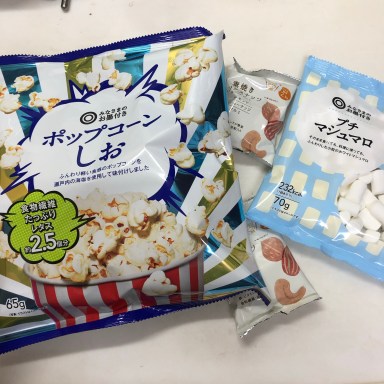 みなさまの
お墨付き
ポップコーン
しお
ふんわり軽い食感のポップコーンを
瀬戸内の海塩を使用して味付けしました
食物繊維
たっぷり
レタス
約2.5個分
65g
素焼き
みなさまの
お墨付き
プチ
マシュマロ
232kcal
70g